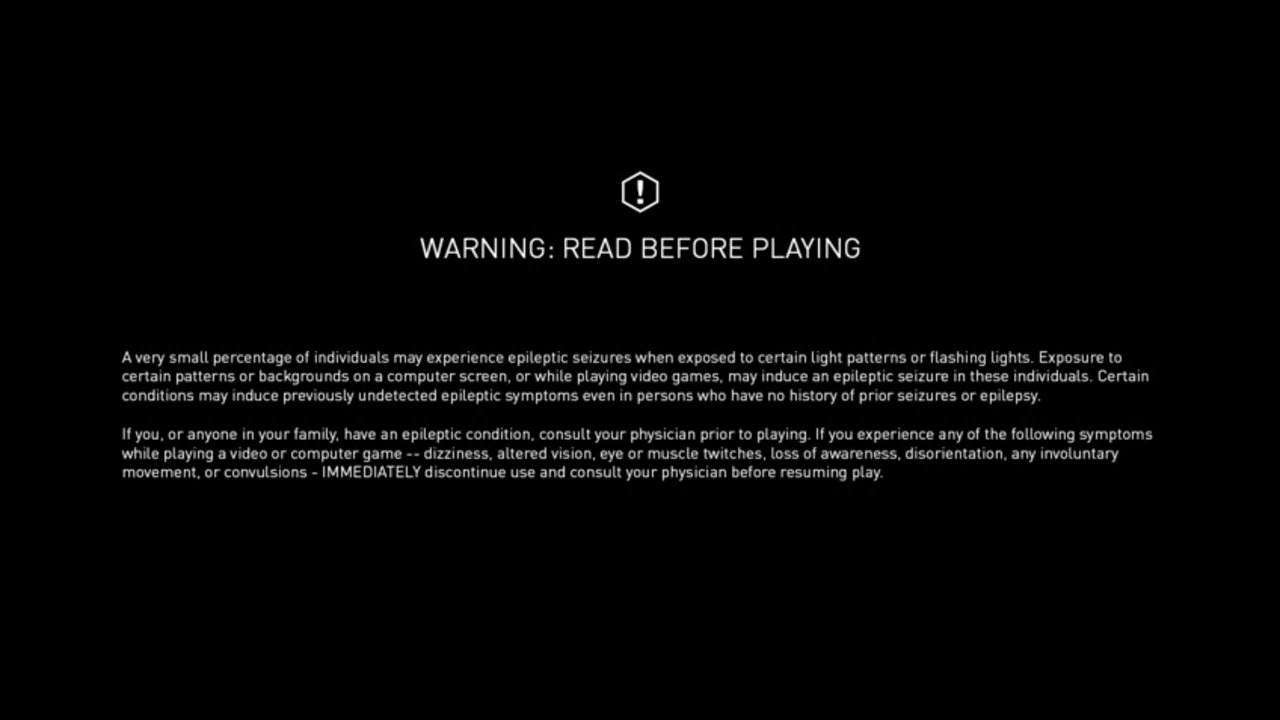 WARNING: READ BEFORE PLAYING
A very small percentage of individuals may experience epileptic seizures when exposed to certain light patterns or flashing lights. Exposure to
certain patterns or backgrounds on a computer screen, or while playing video games, may induce an epileptic seizure in these individuals. Certain
conditions may induce previously undetected epileptic symptoms even in persons who have no history of prior seizures or epilepsy.
If you, or anyone in your family, have an epileptic condition, consult your physician prior to playing. If you experience any of the following symptoms
while playing a video or computer game -- dizziness, altered vision, eye or muscle twitches, loss of awareness, disorientation, any involuntary
movement, or convulsions - IMMEDIATELY discontinue use and consult your physician before resuming play.